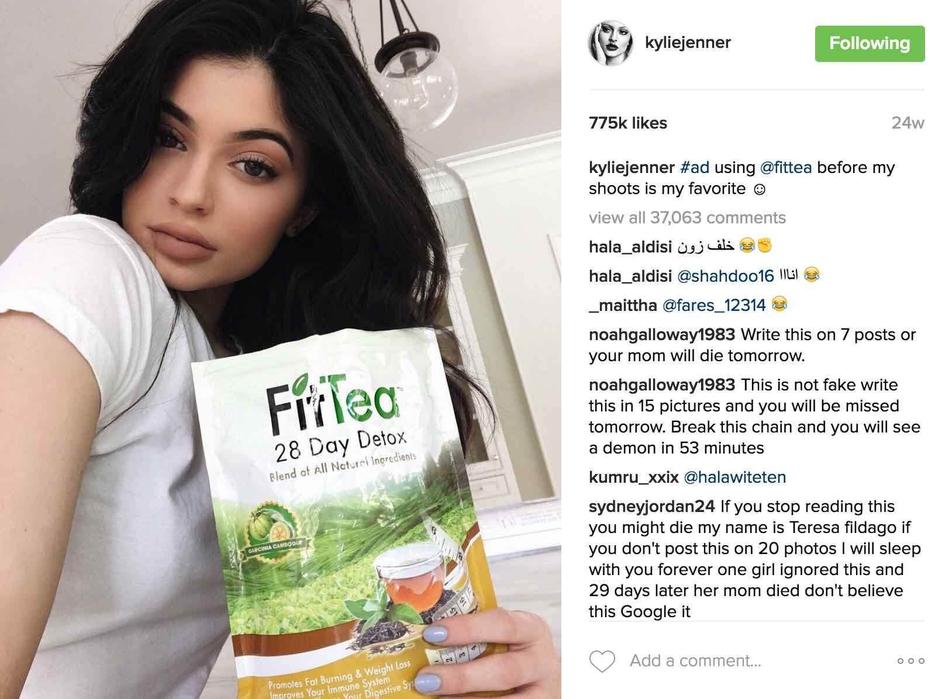 kyliejenner
Following
775k likes
24w
kyliejenner #ad using @fittea before my
shoots is my favorite ☺
view all 37,063 comments
hala_aldisi خلف زون 😂✊
hala_aldisi @shahdoo16 اناااا 😂
_maittha @fares_12314 😂
noahgalloway1983 Write this on 7 posts or
your mom will die tomorrow.
noahgalloway1983 This is not fake write
this in 15 pictures and you will be missed
tomorrow. Break this chain and you will see
a demon in 53 minutes
kumru_xxix @halawiteten
sydneyjordan24 If you stop reading this
you might die my name is Teresa fildago if
you don't post this on 20 photos I will sleep
with you forever one girl ignored this and
29 days later her mom died don't believe
this Google it
Add a comment...
FitTea
28 Day Detox
Blend of All Natural Ingredients
GARCINIA CAMBOGIA
Promotes Fat Burning & Weight Loss
Improves Your Immune System
Your Digestive